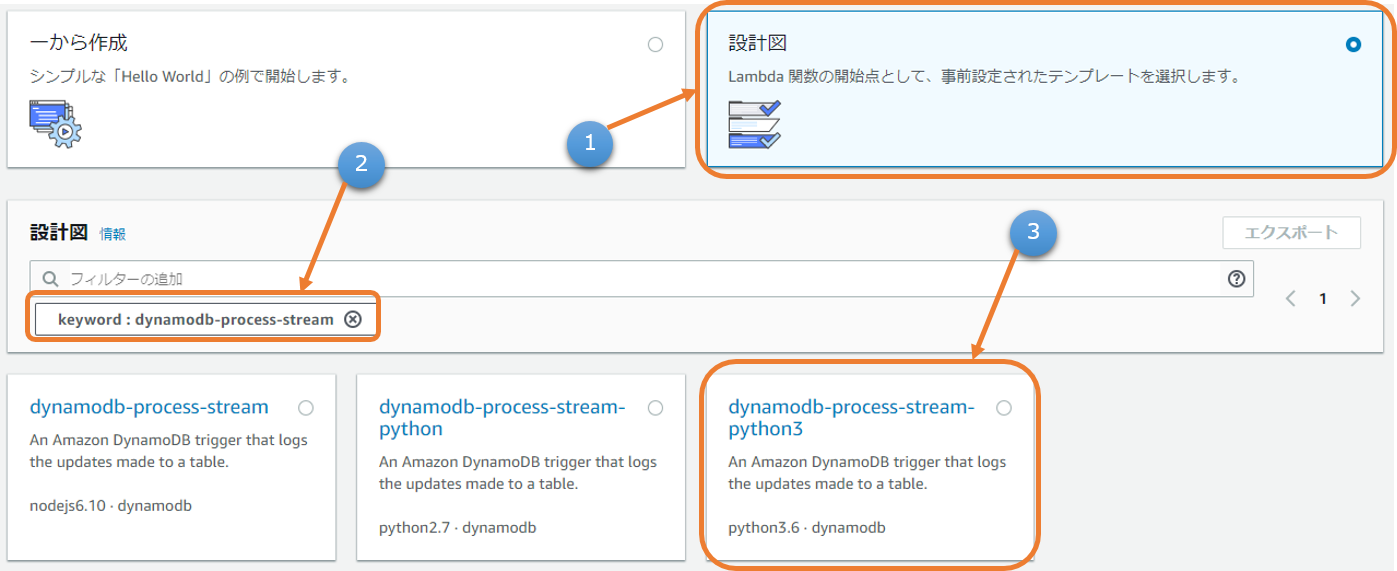 一から作成
シンプルな「Hello World」の例で開始します。
設計図
Lambda 関数の開始点として、事前設定されたテンプレートを選択します。
1
2
設計図 情報
エクスポート
フィルターの追加
1
keyword : dynamodb-process-stream
3
dynamodb-process-stream
An Amazon DynamoDB trigger that logs
the updates made to a table.
nodejs6.10 · dynamodb
dynamodb-process-stream-
python
An Amazon DynamoDB trigger that logs
the updates made to a table.
python2.7 · dynamodb
dynamodb-process-stream-
python3
An Amazon DynamoDB trigger that logs
the updates made to a table.
python3.6 · dynamodb